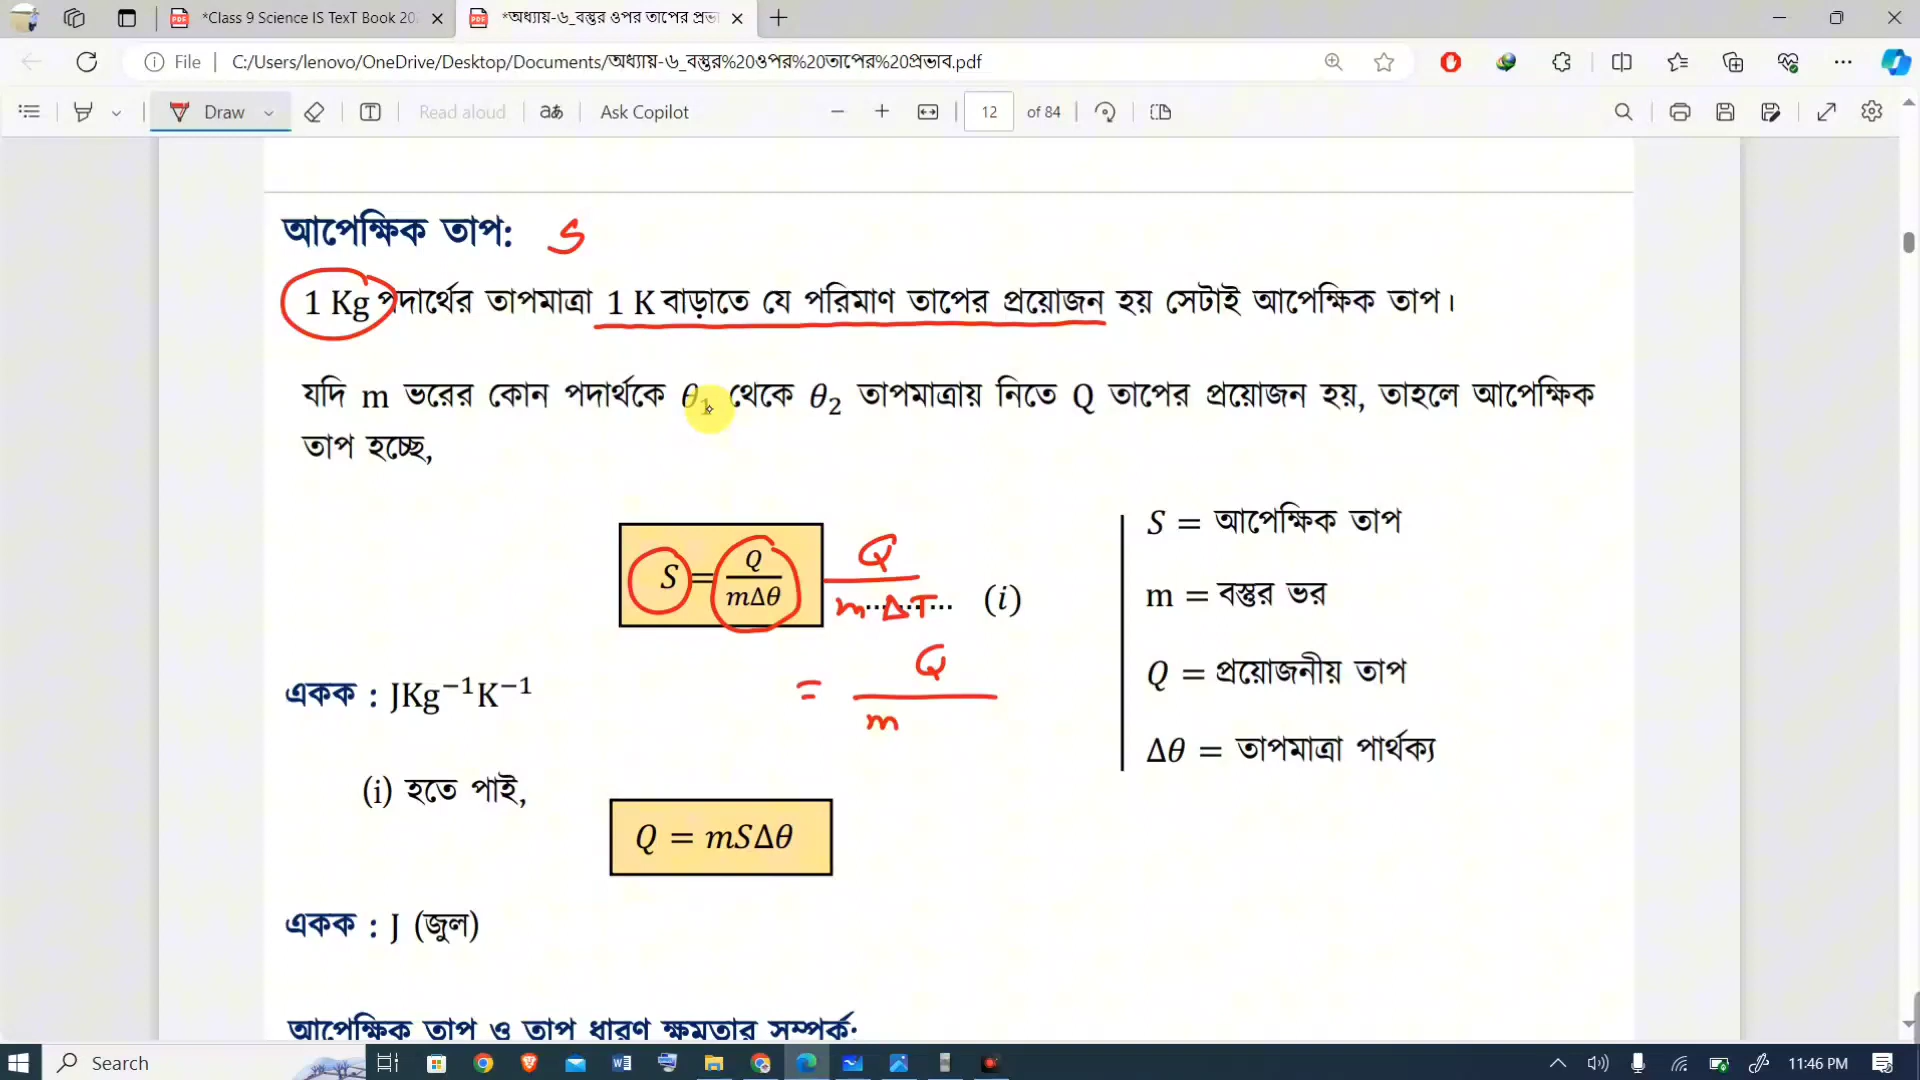 *Class 9 Science IS TexT Book 20
*অধ্যায়-৬_বস্তুর ওপর তাপের প্রভা
File
C:/Users/lenovo/OneDrive/Desktop/Documents/অধ্যায়-৬_বস্তুর%20ওপর%20তাপের%20প্রভাব.pdf
Draw
Read aloud
aあ
Ask Copilot
12 of 84
আপেক্ষিক তাপ: S
1 Kg পদার্থের তাপমাত্রা 1 K বাড়াতে যে পরিমাণ তাপের প্রয়োজন হয় সেটাই আপেক্ষিক তাপ।
যদি m ভরের কোন পদার্থকে θ₁ থেকে θ₂ তাপমাত্রায় নিতে Q তাপের প্রয়োজন হয়, তাহলে আপেক্ষিক
তাপ হচ্ছে,
S = Q/mΔθ Q/m ΔT ......... (i)
= Q/m
S = আপেক্ষিক তাপ
m = বস্তুর ভর
Q = প্রয়োজনীয় তাপ
Δθ = তাপমাত্রা পার্থক্য
একক : JKg⁻¹K⁻¹
(i) হতে পাই,
Q = mSΔθ
একক : J (জুল)
আপেক্ষিক তাপ ও তাপ ধারণ ক্ষমতার সম্পর্ক:
Search
11:46 PM